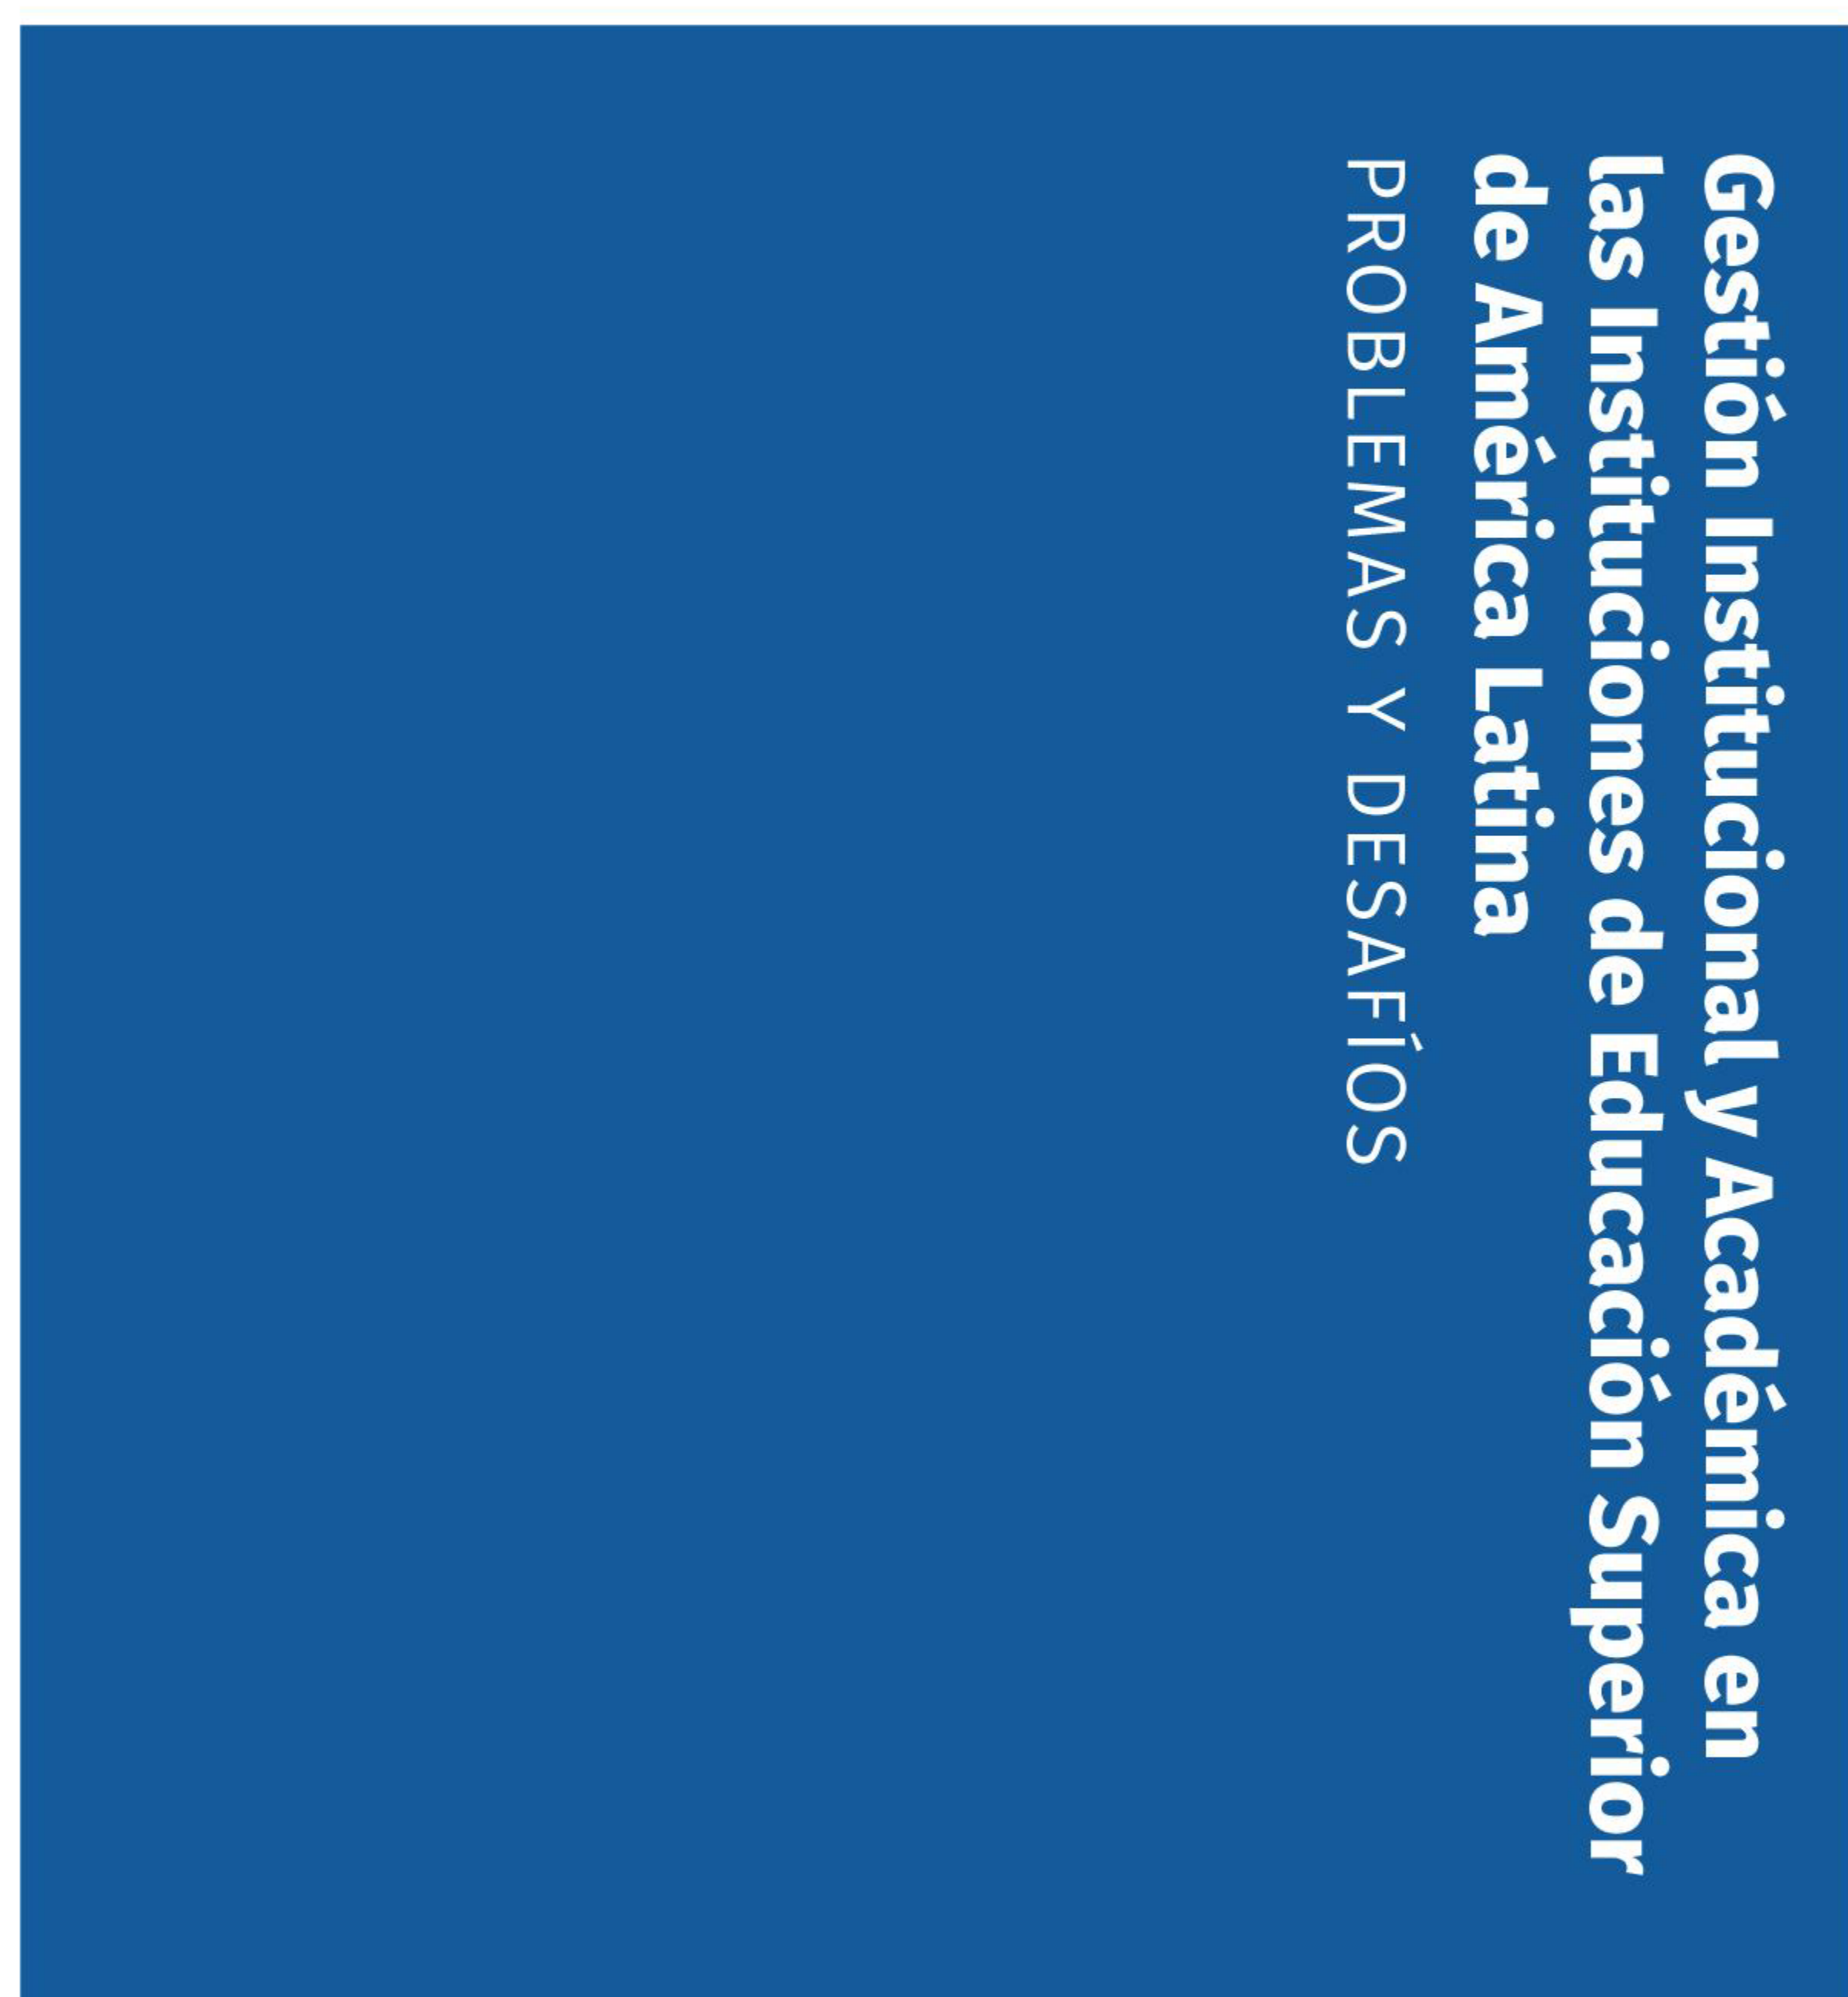 Gestión Institucional y Académica en
las Instituciones de Educación Superior
de América Latina
PROBLEMAS Y DESAFÍOS